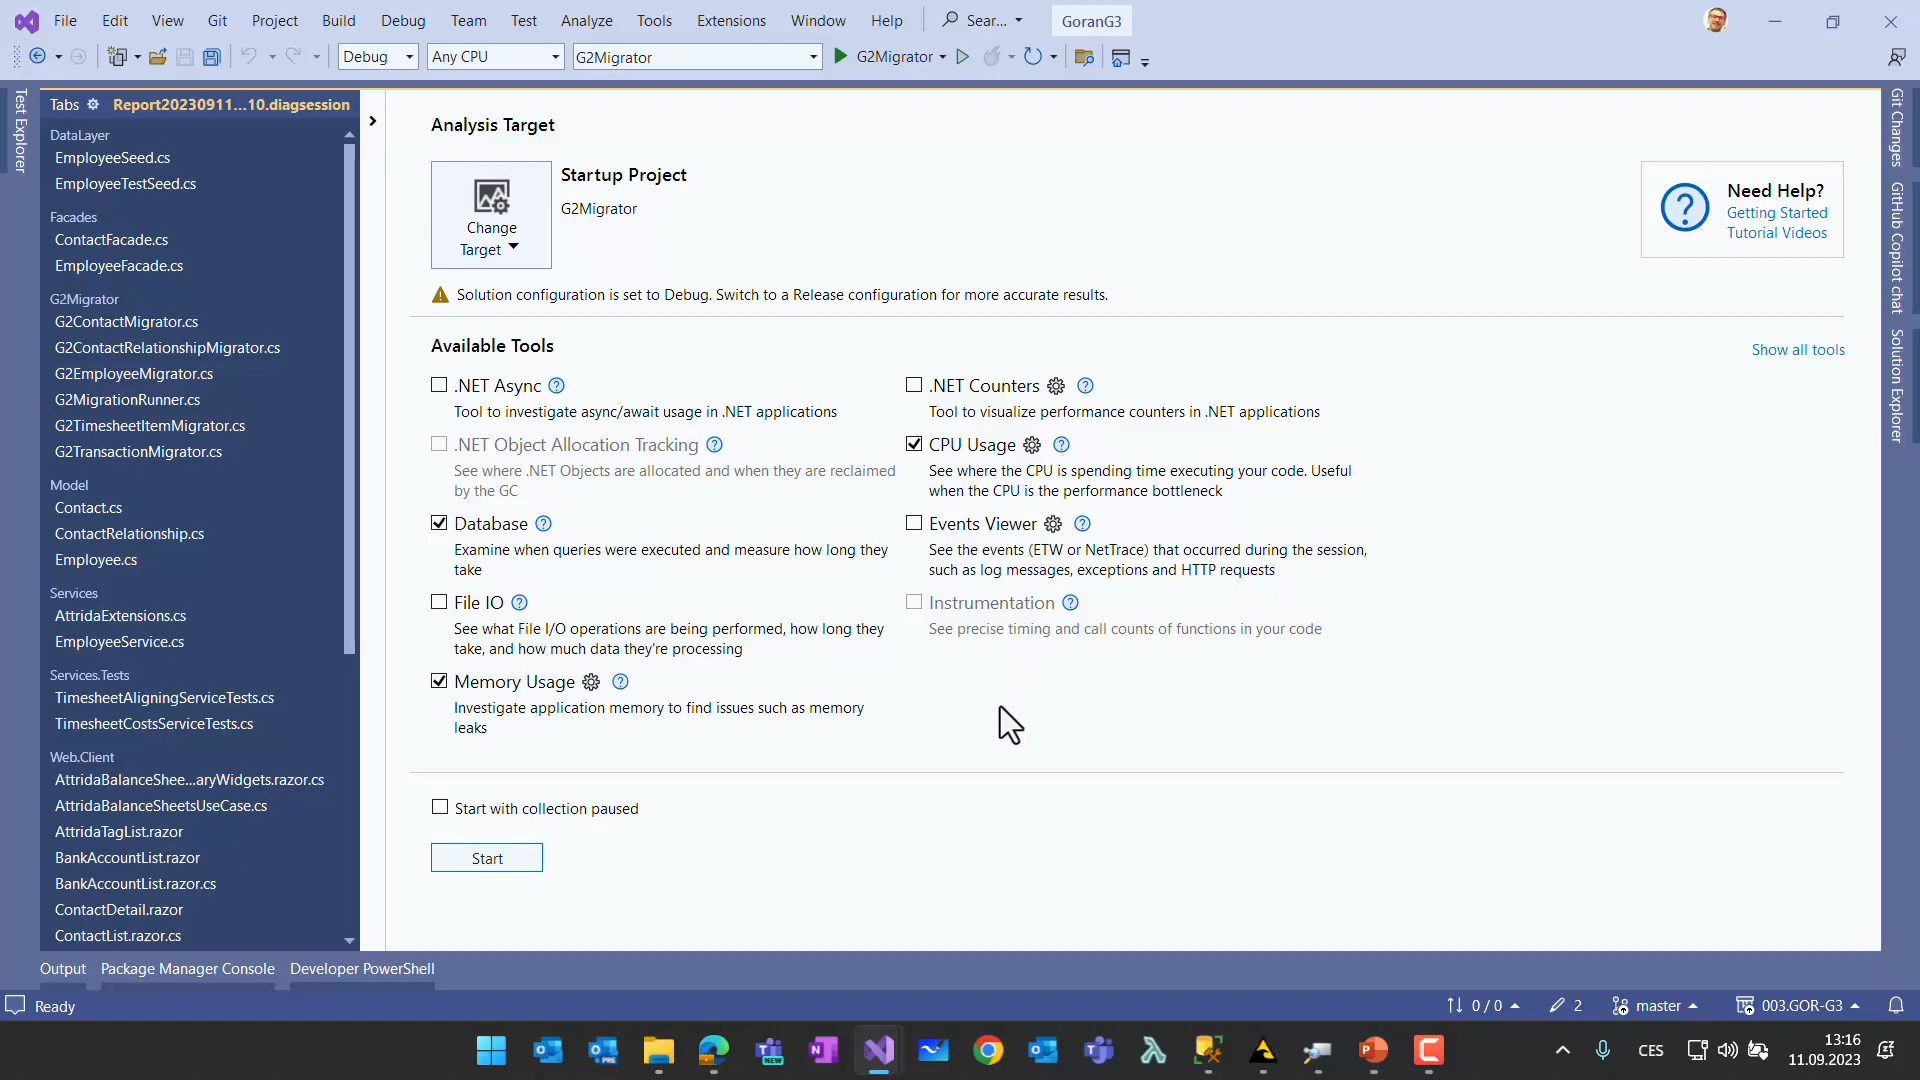 File Edit View Git Project Build Debug Team Test Analyze Tools Extensions Window Help Sear... GoranG3
Debug Any CPU G2Migrator G2Migrator
Test Explorer
Tabs Report20230911...10.diagsession
DataLayer
EmployeeSeed.cs
EmployeeTestSeed.cs
Facades
ContactFacade.cs
EmployeeFacade.cs
G2Migrator
G2ContactMigrator.cs
G2ContactRelationshipMigrator.cs
G2EmployeeMigrator.cs
G2MigrationRunner.cs
G2TimesheetItemMigrator.cs
G2TransactionMigrator.cs
Model
Contact.cs
ContactRelationship.cs
Employee.cs
Services
AttridaExtensions.cs
EmployeeService.cs
Services.Tests
TimesheetAligningServiceTests.cs
TimesheetCostsServiceTests.cs
Web.Client
AttridaBalanceShee...aryWidgets.razor.cs
AttridaBalanceSheetsUseCase.cs
AttridaTagList.razor
BankAccountList.razor
BankAccountList.razor.cs
ContactDetail.razor
ContactList.razor.cs
Analysis Target
Change
Target
Startup Project
G2Migrator
Need Help?
Getting Started
Tutorial Videos
Solution configuration is set to Debug. Switch to a Release configuration for more accurate results.
Available Tools
Show all tools
.NET Async
Tool to investigate async/await usage in .NET applications
.NET Counters
Tool to visualize performance counters in .NET applications
.NET Object Allocation Tracking
See where .NET Objects are allocated and when they are reclaimed
by the GC
CPU Usage
See where the CPU is spending time executing your code. Useful
when the CPU is the performance bottleneck
Database
Examine when queries were executed and measure how long they
take
Events Viewer
See the events (ETW or NetTrace) that occurred during the session,
such as log messages, exceptions and HTTP requests
File IO
See what File I/O operations are being performed, how long they
take, and how much data they're processing
Instrumentation
See precise timing and call counts of functions in your code
Memory Usage
Investigate application memory to find issues such as memory
leaks
Start with collection paused
Start
Git Changes
GitHub Copilot chat
Solution Explorer
Output Package Manager Console Developer PowerShell
Ready 0 / 0 2 master 003.GOR-G3
NEW
PRE
CES
13:16
11.09.2023